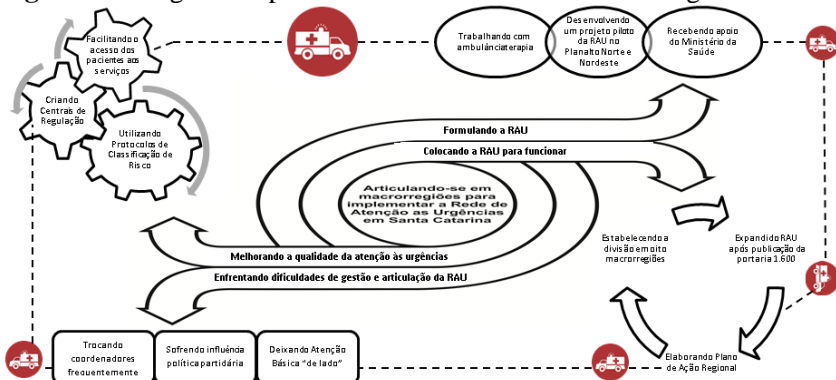 Facilitando o
acesso dos
pacientes aos
serviços
Criando
Centrais de
Regulação
Utilizando
Protocolos de
Classificação de
Risco
Trabalhando com
ambulânciaterapia
Desenvolvendo
um projeto piloto
da RAU no
Planalto Norte e
Nordeste
Recebendo apoio
do Ministério da
Saúde
Formulando a RAU
Colocando a RAU para funcionar
Articulando-se em
macrorregiões para
implementar a Rede de
Atenção as Urgências
em Santa Catarina
Melhorando a qualidade da atenção às urgências
Enfrentando dificuldades de gestão e articulação da RAU
Estabelecendo a
divisão em oito
macrorregiões
Expandido RAU
após publicação da
portaria 1.600
Elaborando Plano
de Ação Regional
Trocando
coordenadores
frequentemente
Sofrendo influência
política partidária
Deixando Atenção
Básica "de lado"